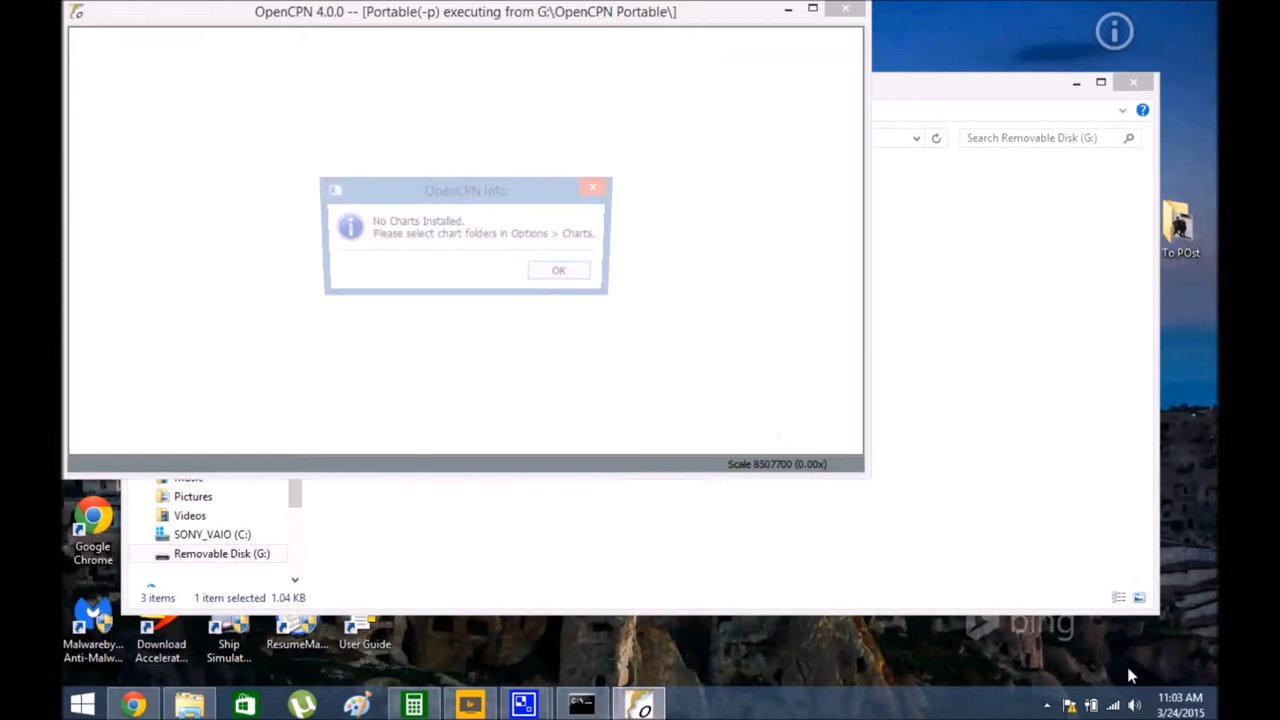 OpenCPN 4.0.0 -- [Portable(-p) executing from G:\OpenCPN Portable\]
Search Removable Disk (G:)
OpenCPN Info
No Charts Installed.
Please select chart folders in Options > Charts.
OK
To POst
Scale 8507700 (0.00x)
Pictures
Videos
SONY_VAIO (C:)
Removable Disk (G:)
Google
Chrome
3 items 1 item selected 1.04 KB
bing
Malwareby...
Anti-Malw...
Download
Accelerat...
Ship
Simulat...
ResumeMa...
User Guide
11:03 AM
3/24/2015